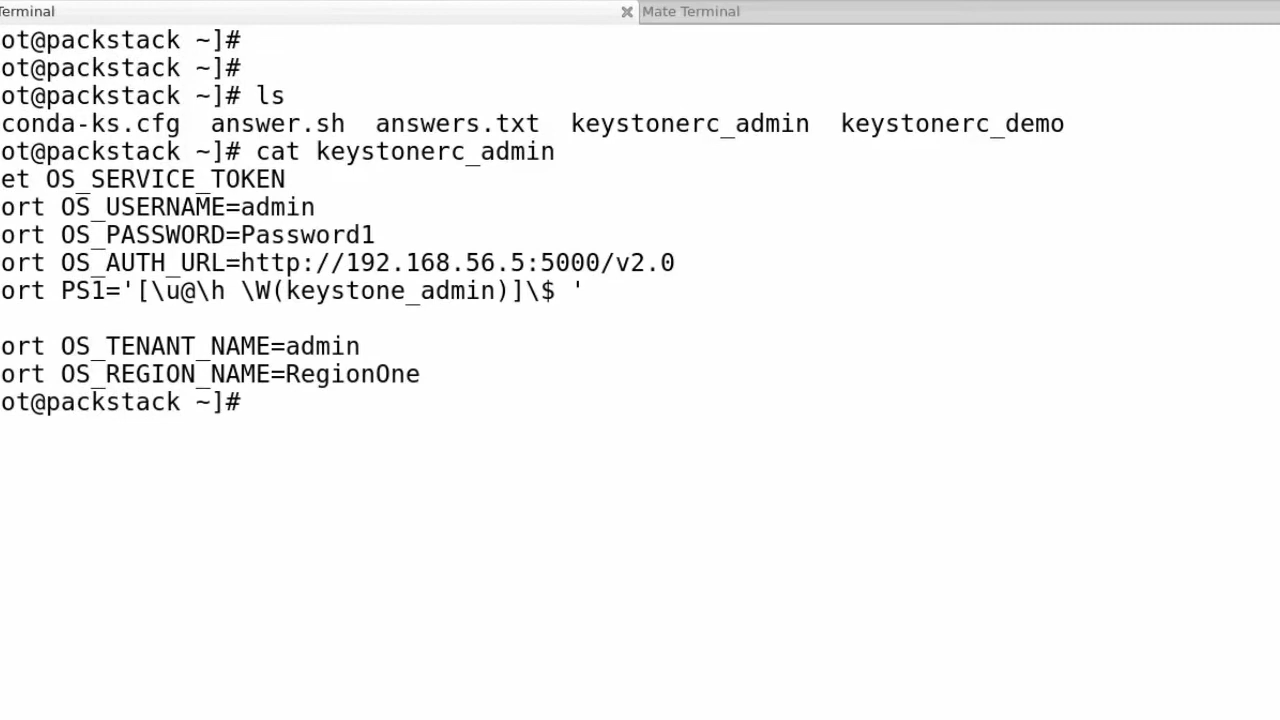 Terminal
Mate Terminal
ot@packstack ~]#
ot@packstack ~]#
ot@packstack ~]# ls
conda-ks.cfg  answer.sh  answers.txt  keystonerc_admin  keystonerc_demo
ot@packstack ~]# cat keystonerc_admin
et OS_SERVICE_TOKEN
ort OS_USERNAME=admin
ort OS_PASSWORD=Password1
ort OS_AUTH_URL=http://192.168.56.5:5000/v2.0
ort PS1='[\u@\h \W(keystone_admin)]\$ '
ort OS_TENANT_NAME=admin
ort OS_REGION_NAME=RegionOne
ot@packstack ~]#